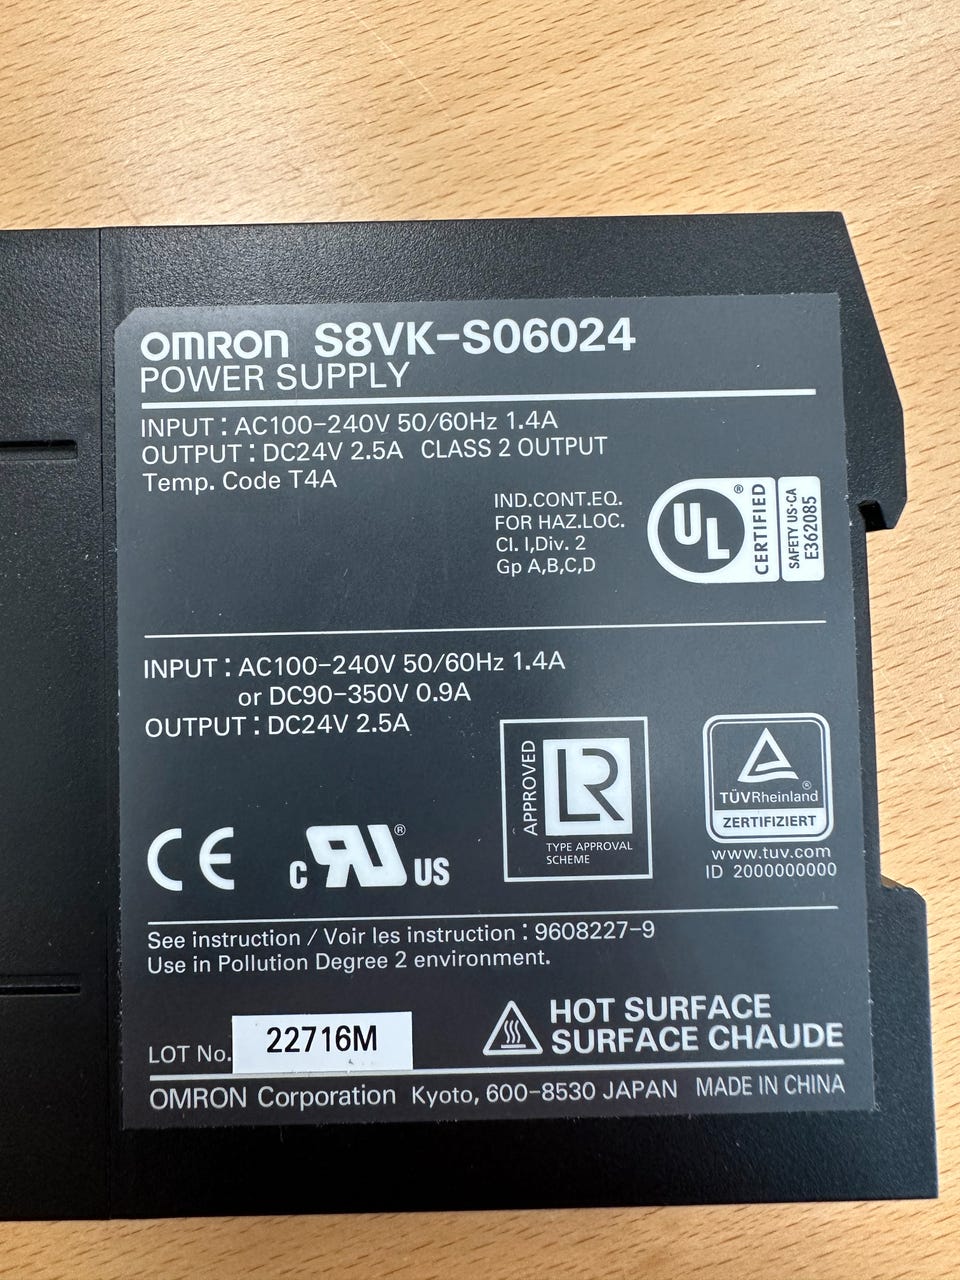 OMRON S8VK-S06024
POWER SUPPLY
INPUT : AC100-240V 50/60Hz 1.4A
OUTPUT : DC24V 2.5A CLASS 2 OUTPUT
Temp. Code T4A
IND.CONT.EQ.
FOR HAZ.LOC.
Cl. I,Div. 2
Gp A,B,C,D
UL ®
CERTIFIED
SAFETY US·CA
E362085
INPUT : AC100-240V 50/60Hz 1.4A
or DC90-350V 0.9A
OUTPUT : DC24V 2.5A
CE
c RU ® US
APPROVED
LR
TYPE APPROVAL
SCHEME
TÜVRheinland ®
ZERTIFIZIERT
www.tuv.com
ID 2000000000
See instruction / Voir les instruction : 9608227-9
Use in Pollution Degree 2 environment.
LOT No. 22716M
HOT SURFACE
SURFACE CHAUDE
OMRON Corporation Kyoto, 600-8530 JAPAN MADE IN CHINA